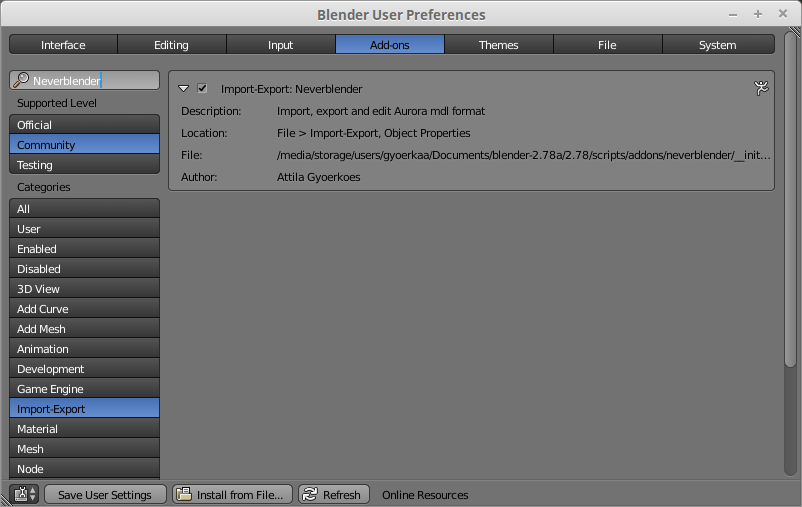 Blender User Preferences
Interface Editing Input Add-ons Themes File System
Neverblender
Supported Level
Official
Community
Testing
Categories
All
User
Enabled
Disabled
3D View
Add Curve
Add Mesh
Animation
Development
Game Engine
Import-Export
Material
Mesh
Node
Import-Export: Neverblender
Description: Import, export and edit Aurora mdl format
Location: File > Import-Export, Object Properties
File: /media/storage/users/gyoerkaa/Documents/blender-2.78a/2.78/scripts/addons/neverblender/__init...
Author: Attila Gyoerkoes
Save User Settings Install from File... Refresh Online Resources